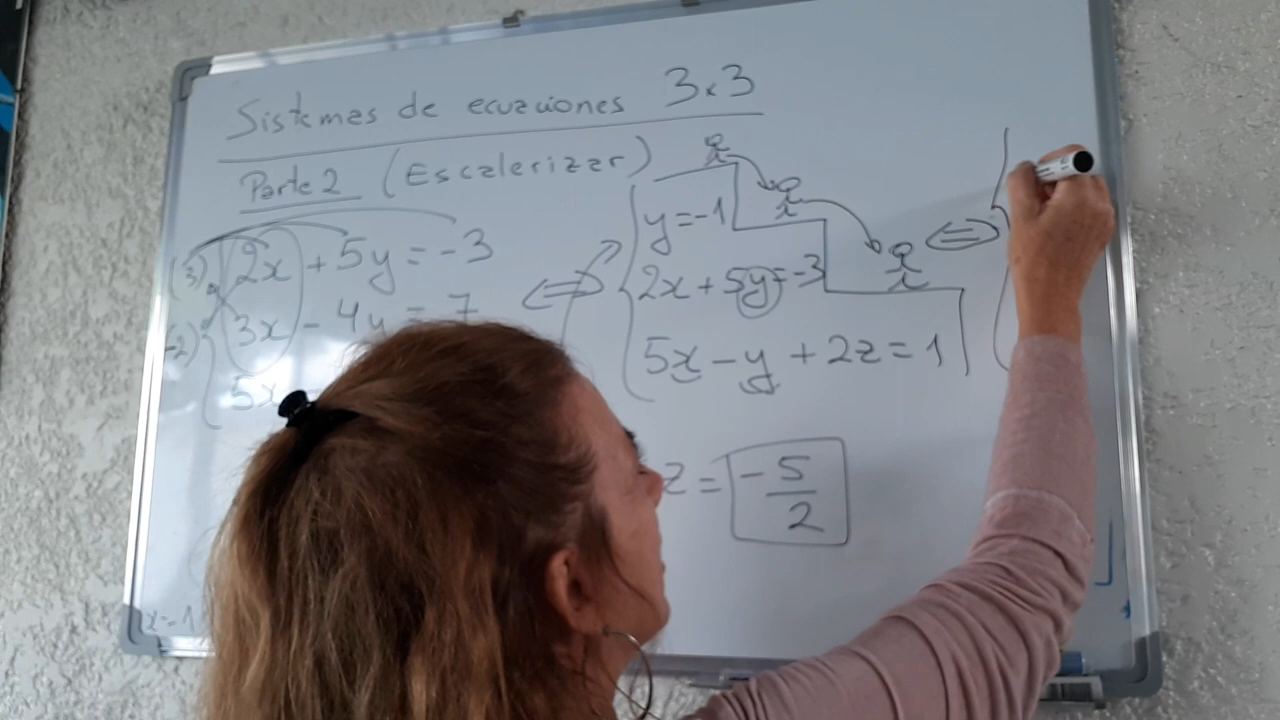 Sistemas de ecuaciones 3x3
Parte 2 (Escalerizar)
(3) 2x + 5y = -3
-2) 3x - 4y = 7
5x
y = -1
2x + 5y = -3
5x - y + 2z = 1
z = -5/2
x = 1